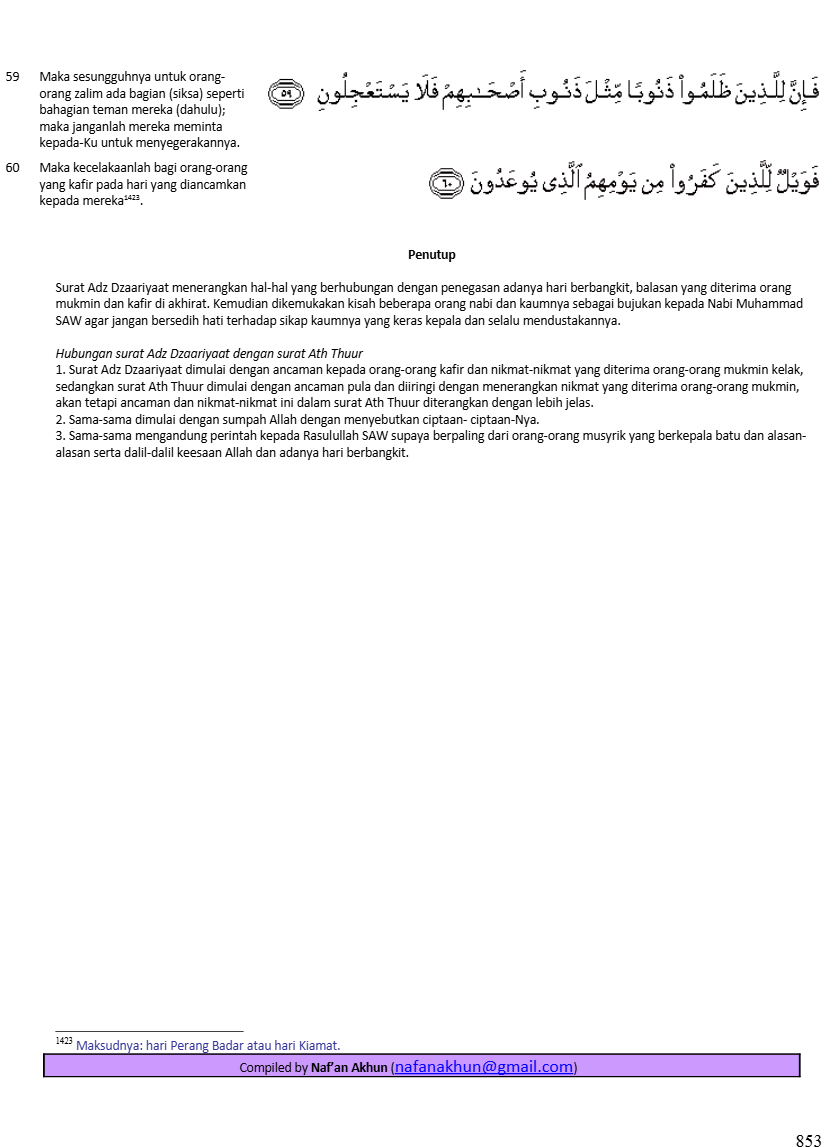 59 Maka sesungguhnya untuk orang-
orang zalim ada bagian (siksa) seperti
bahagian teman mereka (dahulu);
maka janganlah mereka meminta
kepada-Ku untuk menyegerakannya.
فَإِنَّ لِلَّذِينَ ظَلَمُوا۟ ذَنُوبًا مِّثْلَ ذَنُوبِ أَصْحَـٰبِهِمْ فَلَا يَسْتَعْجِلُونِ ٥٩
60 Maka kecelakaanlah bagi orang-orang
yang kafir pada hari yang diancamkan
kepada mereka¹⁴²³.
فَوَيْلٌ لِّلَّذِينَ كَفَرُوا۟ مِن يَوْمِهِمُ ٱلَّذِى يُوعَدُونَ ٦٠
Penutup
Surat Adz Dzaariyaat menerangkan hal-hal yang berhubungan dengan penegasan adanya hari berbangkit, balasan yang diterima orang
mukmin dan kafir di akhirat. Kemudian dikemukakan kisah beberapa orang nabi dan kaumnya sebagai bujukan kepada Nabi Muhammad
SAW agar jangan bersedih hati terhadap sikap kaumnya yang keras kepala dan selalu mendustakannya.
Hubungan surat Adz Dzaariyaat dengan surat Ath Thuur
1. Surat Adz Dzaariyaat dimulai dengan ancaman kepada orang-orang kafir dan nikmat-nikmat yang diterima orang-orang mukmin kelak,
sedangkan surat Ath Thuur dimulai dengan ancaman pula dan diiringi dengan menerangkan nikmat yang diterima orang-orang mukmin,
akan tetapi ancaman dan nikmat-nikmat ini dalam surat Ath Thuur diterangkan dengan lebih jelas.
2. Sama-sama dimulai dengan sumpah Allah dengan menyebutkan ciptaan- ciptaan-Nya.
3. Sama-sama mengandung perintah kepada Rasulullah SAW supaya berpaling dari orang-orang musyrik yang berkepala batu dan alasan-
alasan serta dalil-dalil keesaan Allah dan adanya hari berbangkit.
¹⁴²³ Maksudnya: hari Perang Badar atau hari Kiamat.
Compiled by Naf’an Akhun (nafanakhun@gmail.com)
853